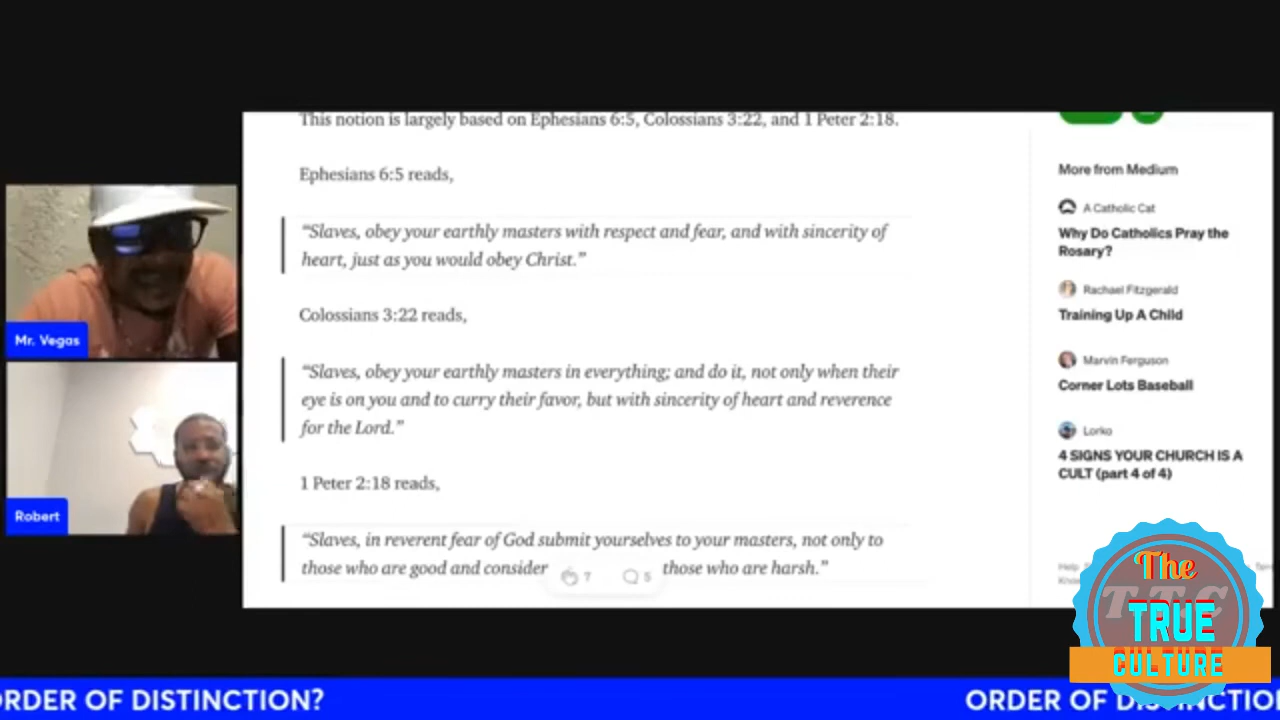 This notion is largely based on Ephesians 6:5, Colossians 3:22, and 1 Peter 2:18.
Ephesians 6:5 reads,
“Slaves, obey your earthly masters with respect and fear, and with sincerity of
heart, just as you would obey Christ.”
Colossians 3:22 reads,
“Slaves, obey your earthly masters in everything; and do it, not only when their
eye is on you and to curry their favor, but with sincerity of heart and reverence
for the Lord.”
1 Peter 2:18 reads,
“Slaves, in reverent fear of God submit yourselves to your masters, not only to
those who are good and consider those who are harsh.”
7 5
More from Medium
A Catholic Cat
Why Do Catholics Pray the
Rosary?
Rachael Fitzgerald
Training Up A Child
Marvin Ferguson
Corner Lots Baseball
Lorko
4 SIGNS YOUR CHURCH IS A
CULT (part 4 of 4)
Mr. Vegas
Robert
The
T.T.C
TRUE
CULTURE
ORDER OF DISTINCTION? ORDER OF